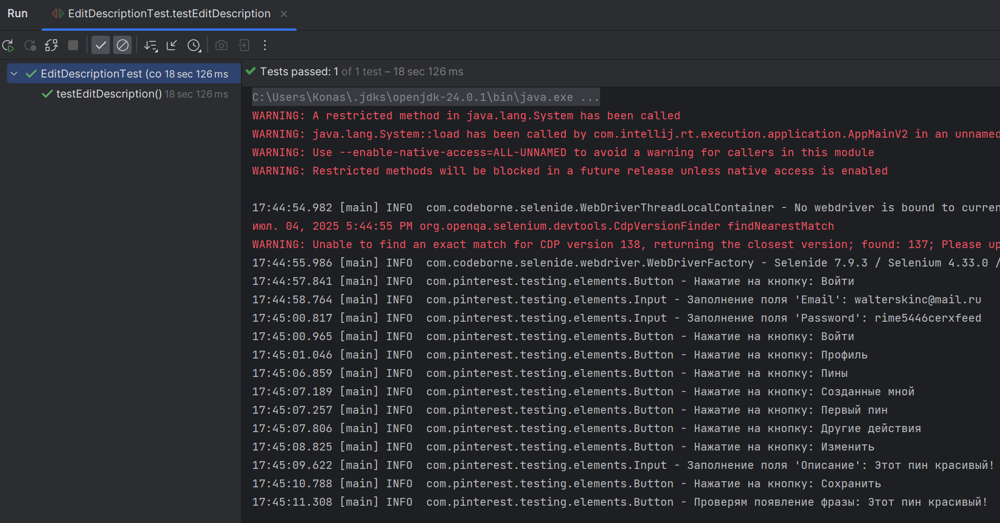 Run EditDescriptionTest.testEditDescription
EditDescriptionTest (co 18 sec 126 ms
testEditDescription() 18 sec 126 ms
Tests passed: 1 of 1 test – 18 sec 126 ms
C:\Users\Konas\.jdks\openjdk-24.0.1\bin\java.exe ...
WARNING: A restricted method in java.lang.System has been called
WARNING: java.lang.System::load has been called by com.intellij.rt.execution.application.AppMainV2 in an unnamed
WARNING: Use --enable-native-access=ALL-UNNAMED to avoid a warning for callers in this module
WARNING: Restricted methods will be blocked in a future release unless native access is enabled
17:44:54.982 [main] INFO  com.codeborne.selenide.WebDriverThreadLocalContainer - No webdriver is bound to curren
июл. 04, 2025 5:44:55 PM org.openqa.selenium.devtools.CdpVersionFinder findNearestMatch
WARNING: Unable to find an exact match for CDP version 138, returning the closest version; found: 137; Please up
17:44:55.986 [main] INFO  com.codeborne.selenide.webdriver.WebDriverFactory - Selenide 7.9.3 / Selenium 4.33.0 /
17:44:57.841 [main] INFO  com.pinterest.testing.elements.Button - Нажатие на кнопку: Войти
17:44:58.764 [main] INFO  com.pinterest.testing.elements.Input - Заполнение поля 'Email': walterskinc@mail.ru
17:45:00.817 [main] INFO  com.pinterest.testing.elements.Input - Заполнение поля 'Password': rime5446cerxfeed
17:45:00.965 [main] INFO  com.pinterest.testing.elements.Button - Нажатие на кнопку: Войти
17:45:01.046 [main] INFO  com.pinterest.testing.elements.Button - Нажатие на кнопку: Профиль
17:45:06.859 [main] INFO  com.pinterest.testing.elements.Button - Нажатие на кнопку: Пины
17:45:07.189 [main] INFO  com.pinterest.testing.elements.Button - Нажатие на кнопку: Созданные мной
17:45:07.257 [main] INFO  com.pinterest.testing.elements.Button - Нажатие на кнопку: Первый пин
17:45:07.806 [main] INFO  com.pinterest.testing.elements.Button - Нажатие на кнопку: Другие действия
17:45:08.825 [main] INFO  com.pinterest.testing.elements.Button - Нажатие на кнопку: Изменить
17:45:09.622 [main] INFO  com.pinterest.testing.elements.Input - Заполнение поля 'Описание': Этот пин красивый!
17:45:10.788 [main] INFO  com.pinterest.testing.elements.Button - Нажатие на кнопку: Сохранить
17:45:11.308 [main] INFO  com.pinterest.testing.elements.Button - Проверям появление фразы: Этот пин красивый!